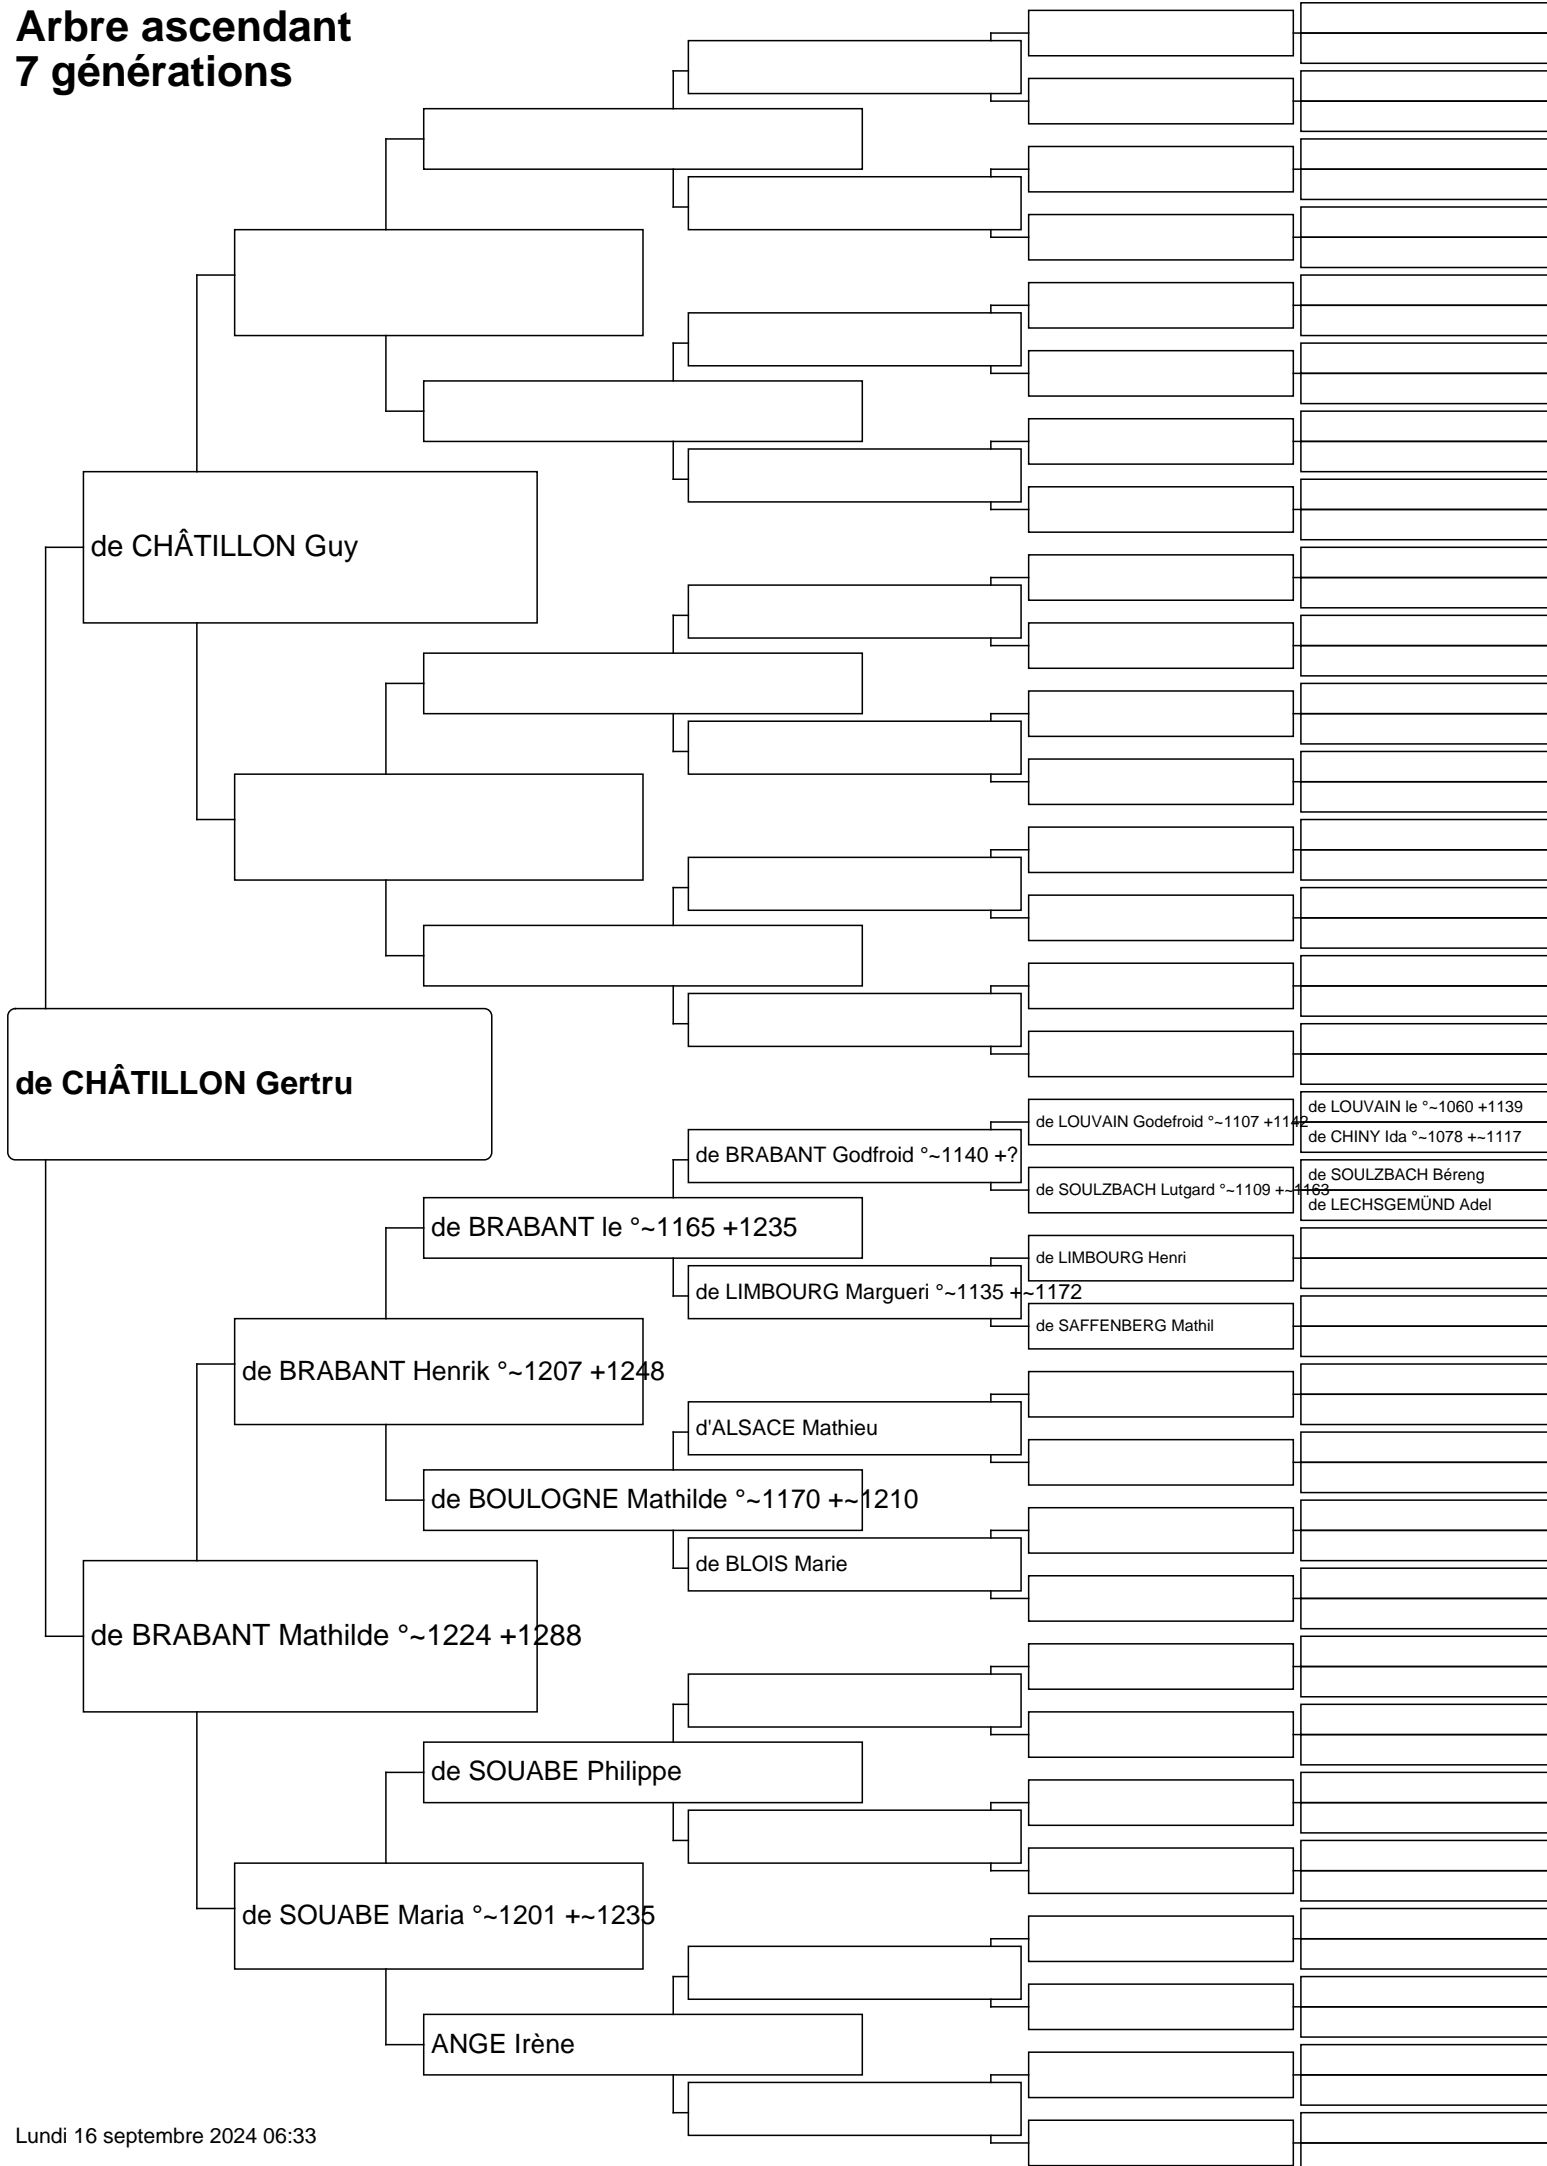 Arbre ascendant
7 générations
de CHÂTILLON Guy
de CHÂTILLON Gertru
de LOUVAIN Godefroid °~1107 +1142
de LOUVAIN le °~1060 +1139
de CHINY Ida °~1078 +~1117
de BRABANT Godfroid °~1140 +?
de SOULZBACH Lutgard °~1109 +~1163
de SOULZBACH Béreng
de LECHSGEMÜND Adel
de BRABANT le °~1165 +1235
de LIMBOURG Henri
de LIMBOURG Margueri °~1135 +~1172
de SAFFENBERG Mathil
de BRABANT Henrik °~1207 +1248
d'ALSACE Mathieu
de BOULOGNE Mathilde °~1170 +~1210
de BLOIS Marie
de BRABANT Mathilde °~1224 +1288
de SOUABE Philippe
de SOUABE Maria °~1201 +~1235
ANGE Irène
Lundi 16 septembre 2024 06:33